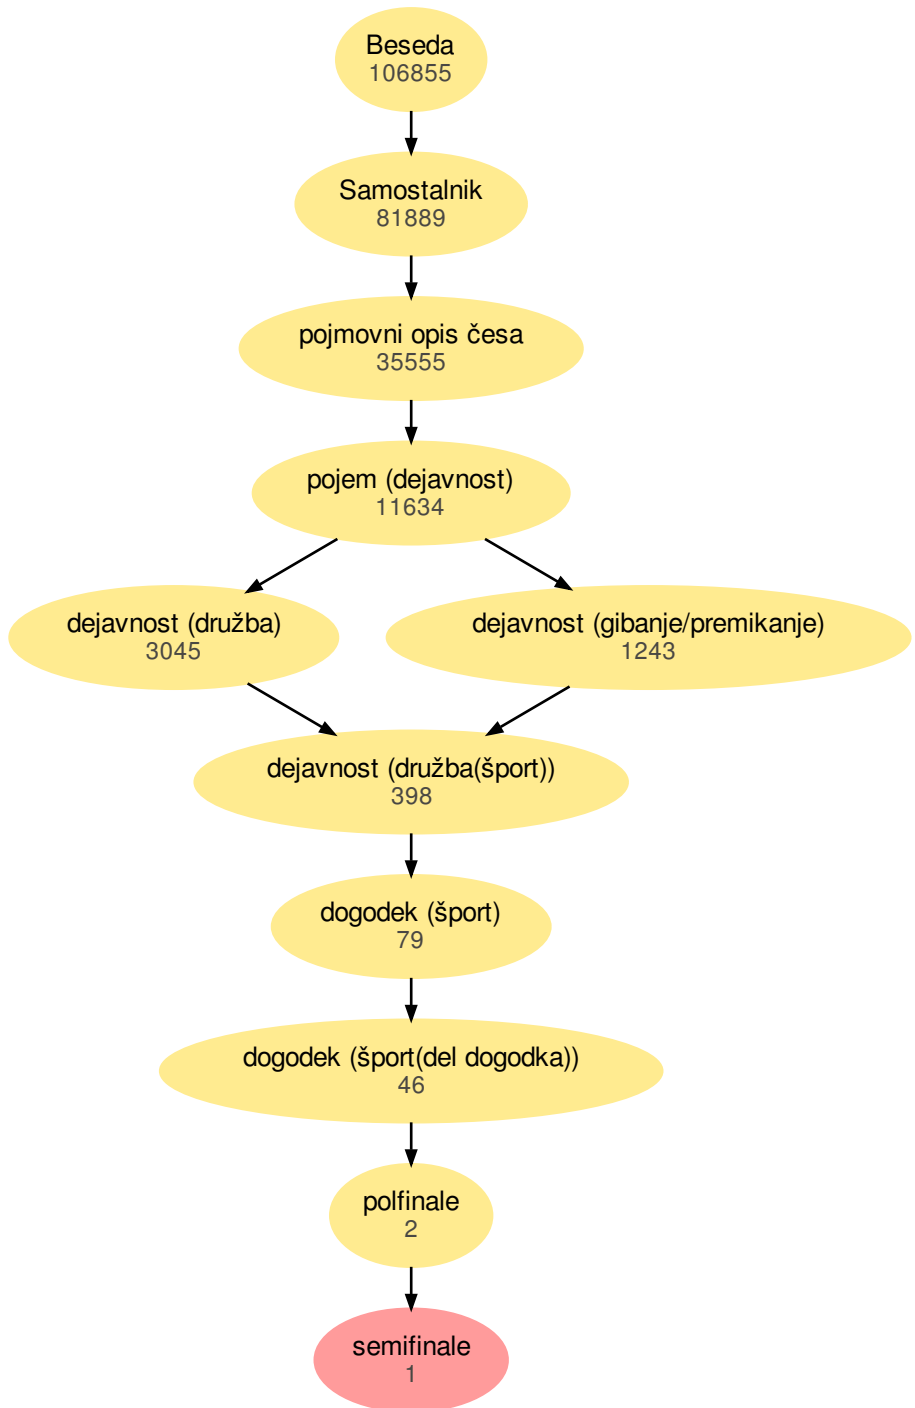 Beseda
106855
Samostalnik
81889
pojmovni opis česa
35555
pojem (dejavnost)
11634
dejavnost (družba)
3045
dejavnost (gibanje/premikanje)
1243
dejavnost (družba(šport))
398
dogodek (šport)
79
dogodek (šport(del dogodka))
46
polfinale
2
semifinale
1